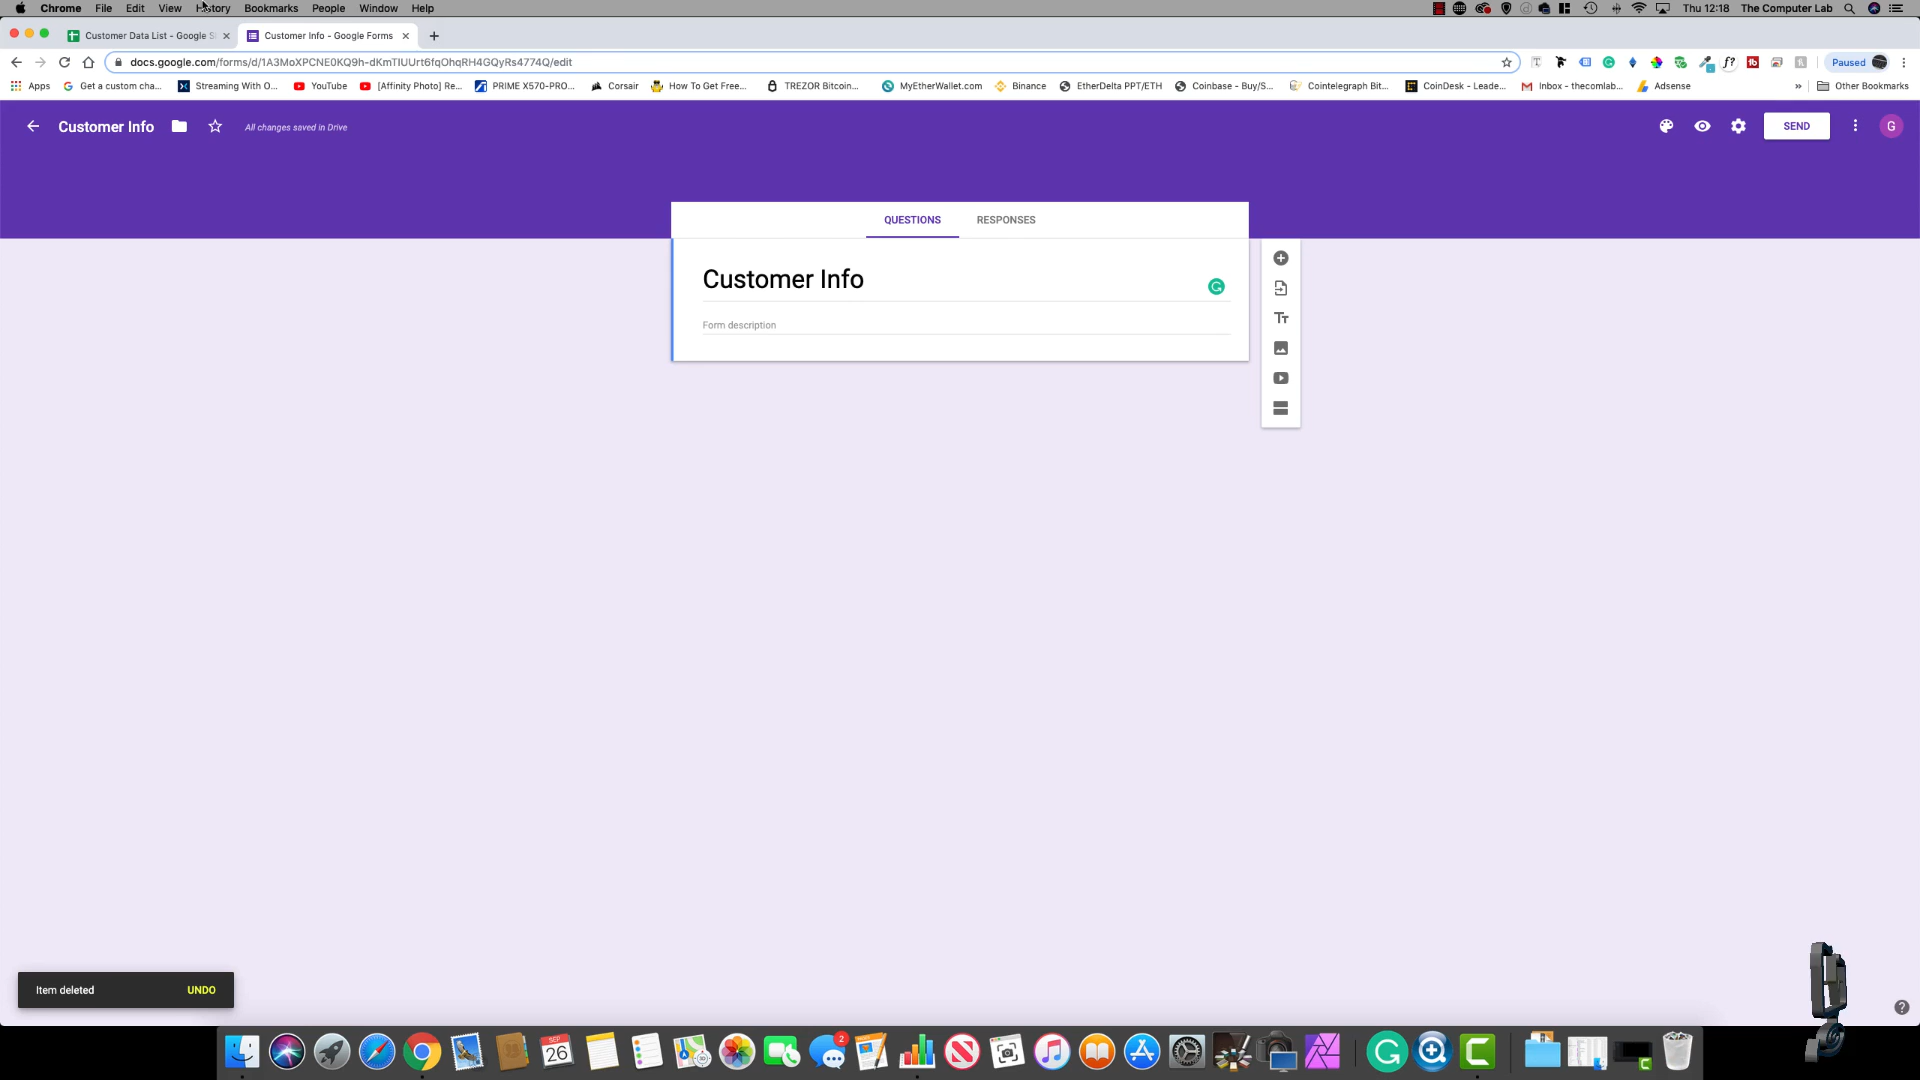 Chrome File Edit View History Bookmarks People Window Help Thu 12:18 The Computer Lab
Customer Data List - Google S Customer Info - Google Forms
docs.google.com/forms/d/1A3MoXPCNE0KQ9h-dKmTIUUrt6fqOhqRH4GQyRs4774Q/edit Paused
Apps Get a custom cha... Streaming With O... YouTube [Affinity Photo] Re... PRIME X570-PRO... Corsair How To Get Free... TREZOR Bitcoin... MyEtherWallet.com Binance EtherDelta PPT/ETH Coinbase - Buy/S... Cointelegraph Bit... CoinDesk - Leade... Inbox - thecomlab... Adsense » Other Bookmarks
Customer Info All changes saved in Drive SEND G
QUESTIONS RESPONSES
Customer Info
Form description
Item deleted UNDO
SEP
26
2